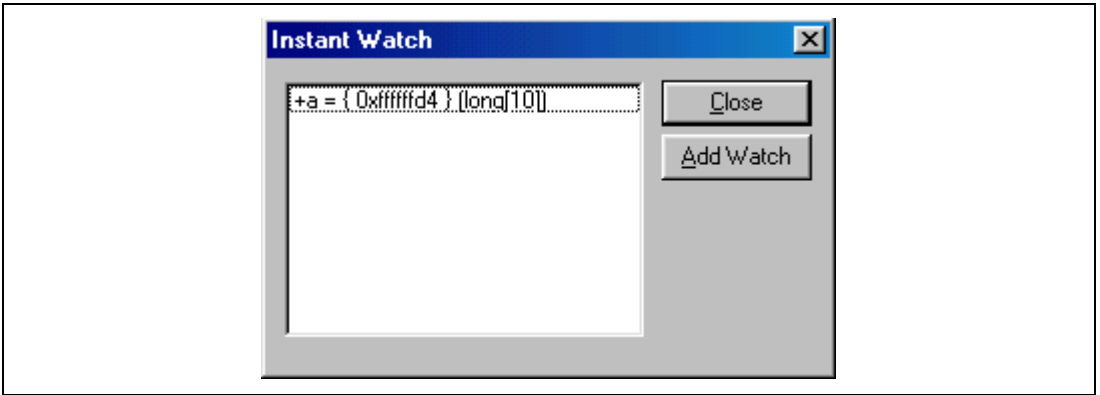 Instant Watch
+a = { 0xffffffd4 } (long[10])
Close
Add Watch